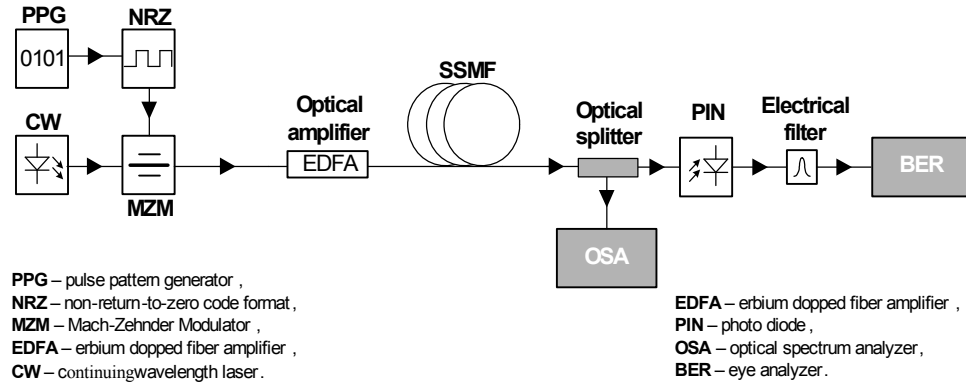 PPG
NRZ
0101
CW
MZM
Optical
amplifier
EDFA
SSMF
Optical
splitter
OSA
PIN
Electrical
filter
BER
PPG – pulse pattern generator ,
NRZ – non-return-to-zero code format,
MZM – Mach-Zehnder Modulator ,
EDFA – erbium dopped fiber amplifier ,
CW – continuingwavelength laser.
EDFA – erbium dopped fiber amplifier ,
PIN – photo diode ,
OSA – optical spectrum analyzer,
BER – eye analyzer.